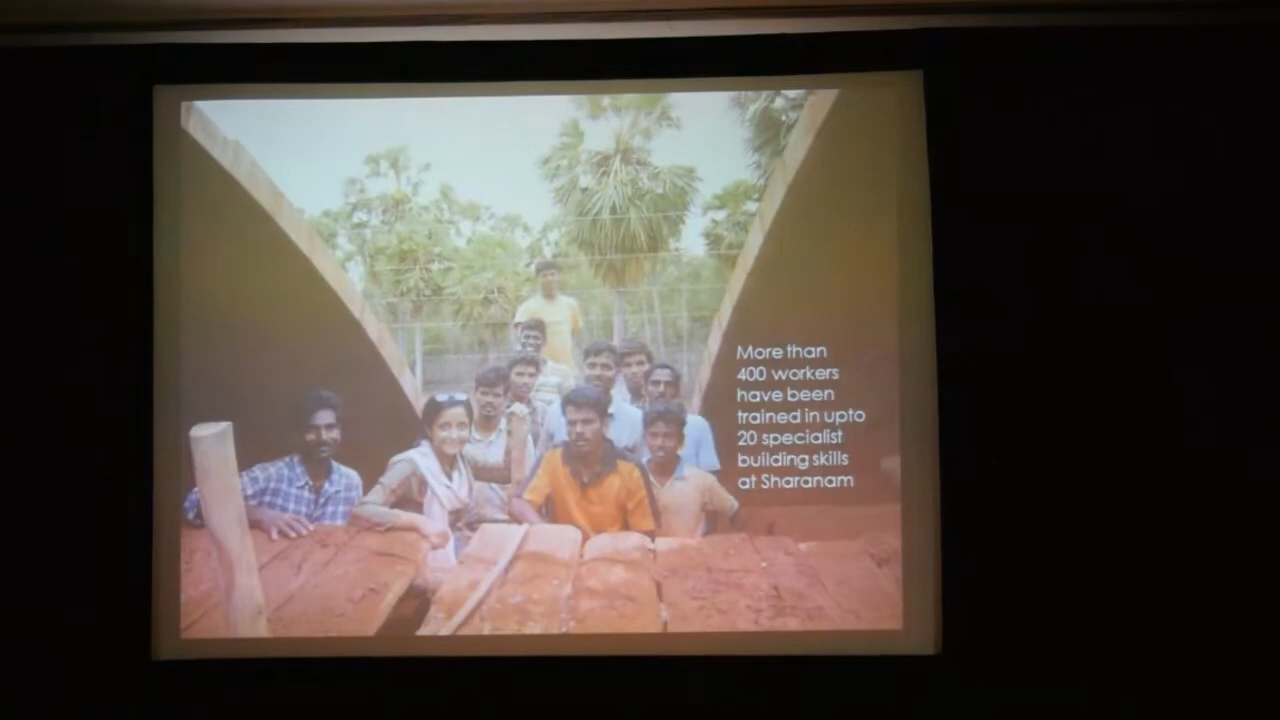 More than
400 workers
have been
trained in upto
20 specialist
building skills
at Sharanam